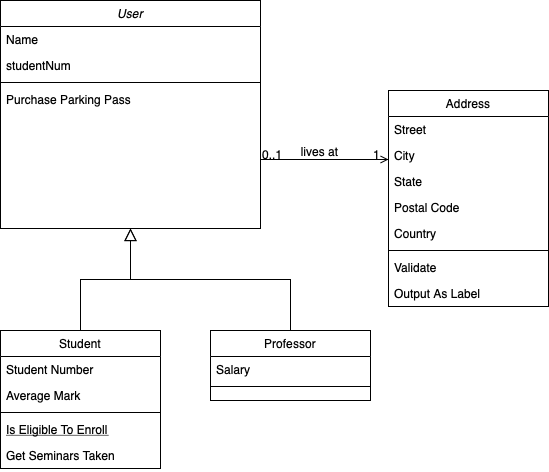 User
Name
studentNum
Purchase Parking Pass
Address
Street
0..1 lives at 1
City
State
Postal Code
Country
Validate
Output As Label
Student
Student Number
Average Mark
Is Eligible To Enroll
Get Seminars Taken
Professor
Salary